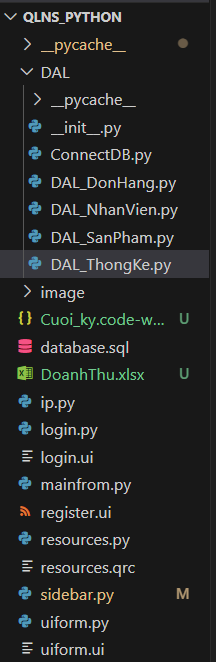 QLNS_PYTHON
__pycache__
DAL
__pycache__
__init__.py
ConnectDB.py
DAL_DonHang.py
DAL_NhanVien.py
DAL_SanPham.py
DAL_ThongKe.py
image
Cuoi_ky.code-w... U
database.sql
DoanhThu.xlsx U
ip.py
login.py
login.ui
mainfrom.py
register.ui
resources.py
resources.qrc
sidebar.py M
uiform.py
uiform.ui